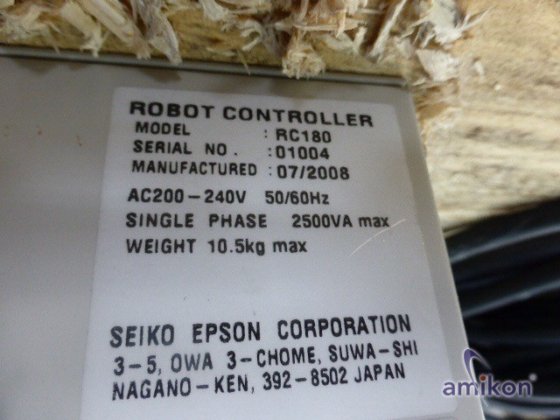 ROBOT CONTROLLER
MODEL : RC180
SERIAL NO. : 01004
MANUFACTURED : 07/2008
AC200-240V 50/60Hz
SINGLE PHASE 2500VA max
WEIGHT 10.5kg max
SEIKO EPSON CORPORATION
3-5, OWA 3-CHOME, SUWA-SHI
NAGANO-KEN, 392-8502 JAPAN
amikon